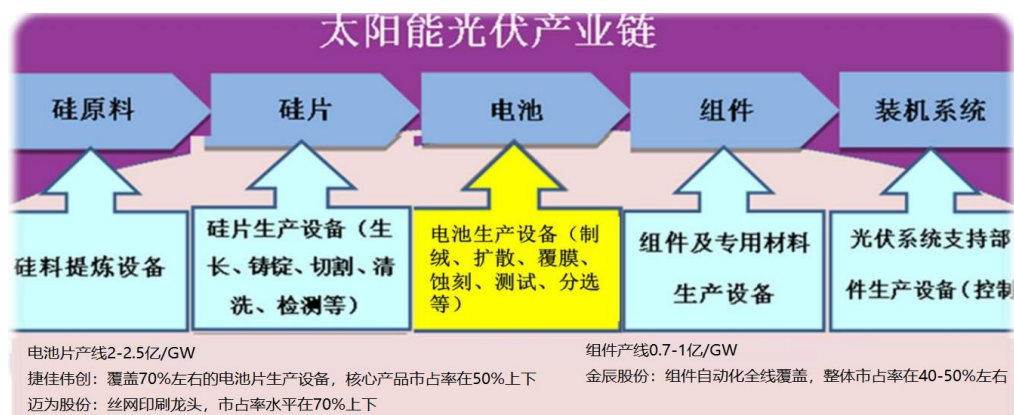 太阳能光伏产业链
硅原料
硅片
电池
组件
装机系统
硅料提炼设备
硅片生产设备（生
长、铸锭、切割、清
洗、检测等）
电池生产设备（制
绒、扩散、覆膜、
蚀刻、测试、分选
等）
组件及专用材料
生产设备
光伏系统支持部
件生产设备（控制
电池片产线2-2.5亿/GW
捷佳伟创：覆盖70%左右的电池片生产设备，核心产品市占率在50%上下
迈为股份：丝网印刷龙头，市占率水平在70%上下
组件产线0.7-1亿/GW
金辰股份：组件自动化全线覆盖，整体市占率在40-50%左右